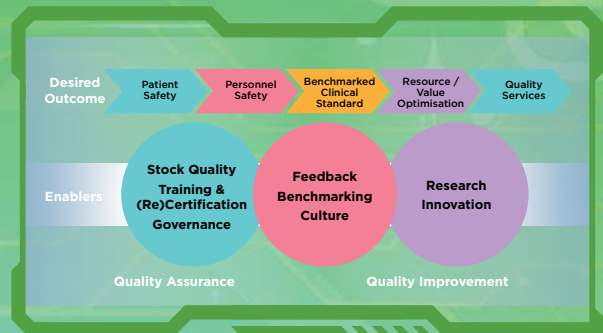 Desired
Outcome
Patient
Safety
Personnel
Safety
Benchmarked
Clinical
Standard
Resource /
Value
Optimisation
Quality
Services
Enablers
Stock Quality
Training &
(Re)Certification
Governance
Feedback
Benchmarking
Culture
Research
Innovation
Quality Assurance
Quality Improvement